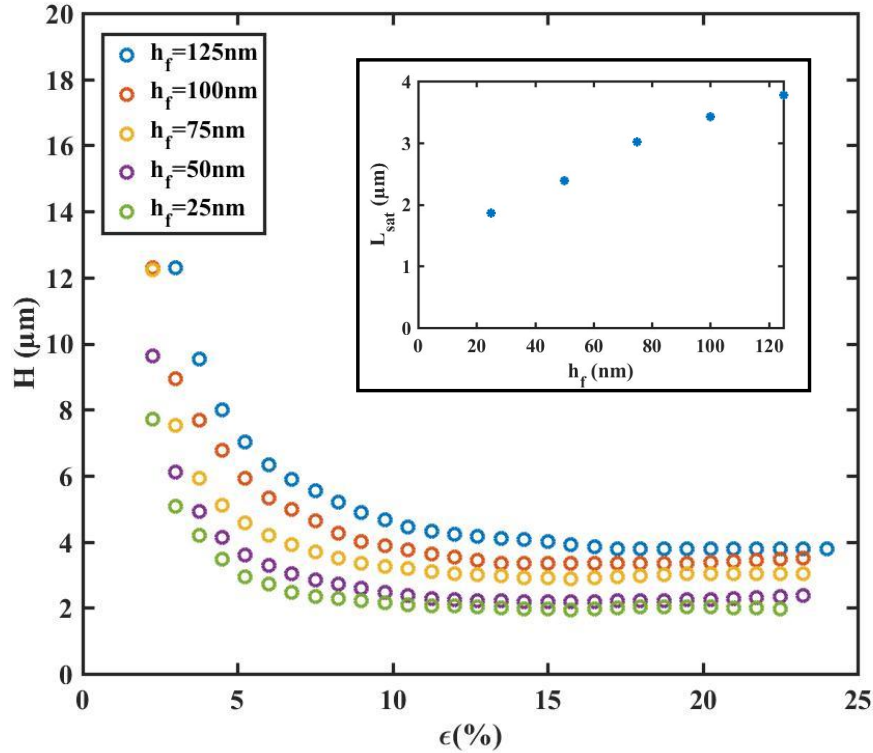 20
18
16
14
12
10
8
6
4
2
0
H (μm)
h_f=125nm
h_f=100nm
h_f=75nm
h_f=50nm
h_f=25nm
4
3
2
1
0
L_sat (μm)
0 20 40 60 80 100 120
h_f (nm)
0 5 10 15 20 25
ϵ(%)